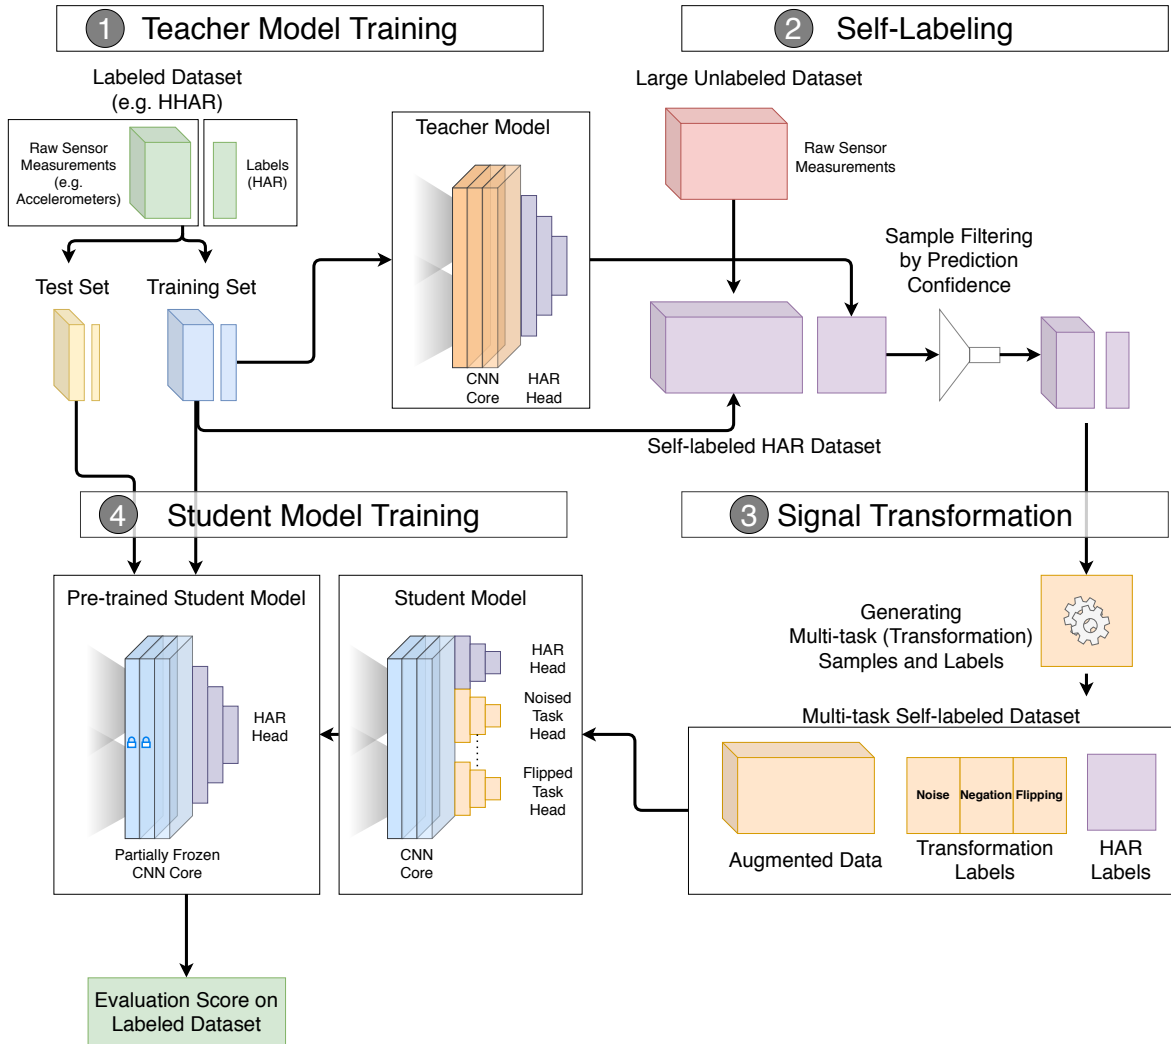 1 Teacher Model Training
Labeled Dataset
(e.g. HHAR)
Raw Sensor
Measurements
(e.g.
Accelerometers)
Labels
(HAR)
Test Set
Training Set
Teacher Model
CNN
Core
HAR
Head
2 Self-Labeling
Large Unlabeled Dataset
Raw Sensor
Measurements
Sample Filtering
by Prediction
Confidence
Self-labeled HAR Dataset
3 Signal Transformation
Generating
Multi-task (Transformation)
Samples and Labels
Multi-task Self-labeled Dataset
Augmented Data
Noise
Negation
Flipping
Transformation
Labels
HAR
Labels
4 Student Model Training
Student Model
HAR
Head
Noised
Task
Head
Flipped
Task
Head
CNN
Core
Pre-trained Student Model
HAR
Head
Partially Frozen
CNN Core
Evaluation Score on
Labeled Dataset